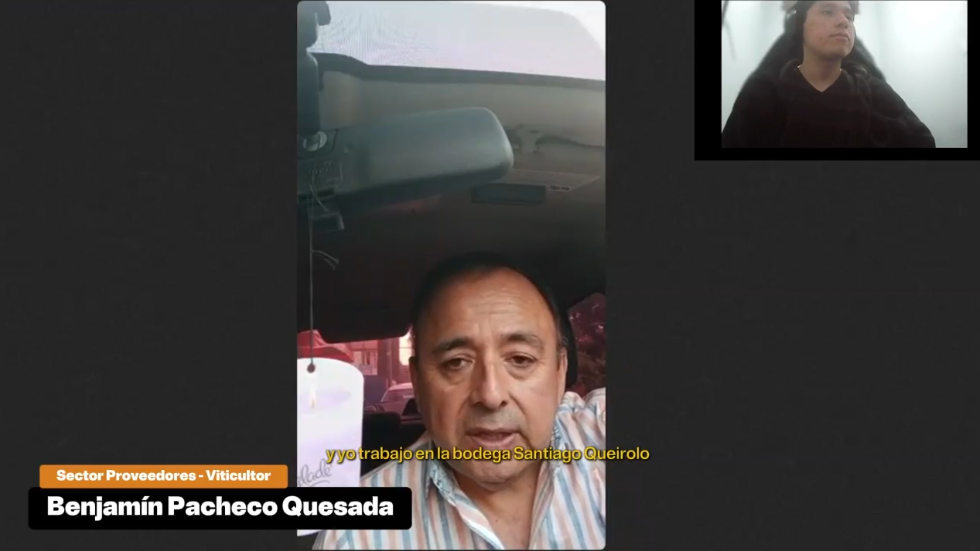 y yo trabajo en la bodega Santiago Queirolo
Sector Proveedores - Viticultor
Benjamín Pacheco Quesada